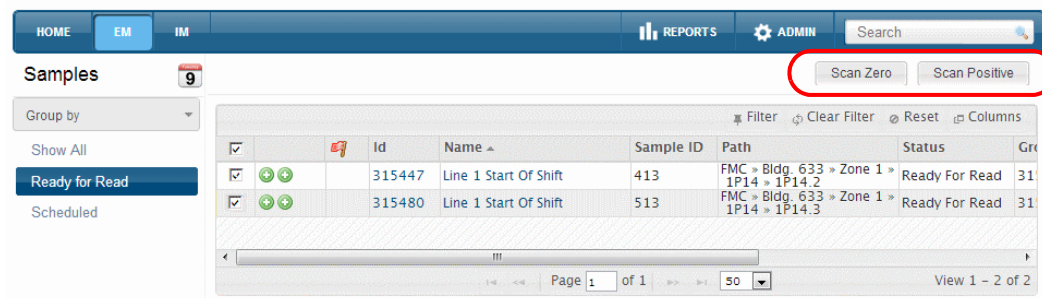 HOME EM IM REPORTS ADMIN Search
Samples 9 Scan Zero Scan Positive
Group by
Filter Clear Filter Reset Columns
Show All
Ready for Read
Scheduled
Id Name Sample ID Path Status Gro
315447 Line 1 Start Of Shift 413 FMC » Bldg. 633 » Zone 1 » Ready For Read 31
1P14 » 1P14.2
315480 Line 1 Start Of Shift 513 FMC » Bldg. 633 » Zone 1 » Ready For Read 31
1P14 » 1P14.3
Page 1 of 1 50 View 1 - 2 of 2